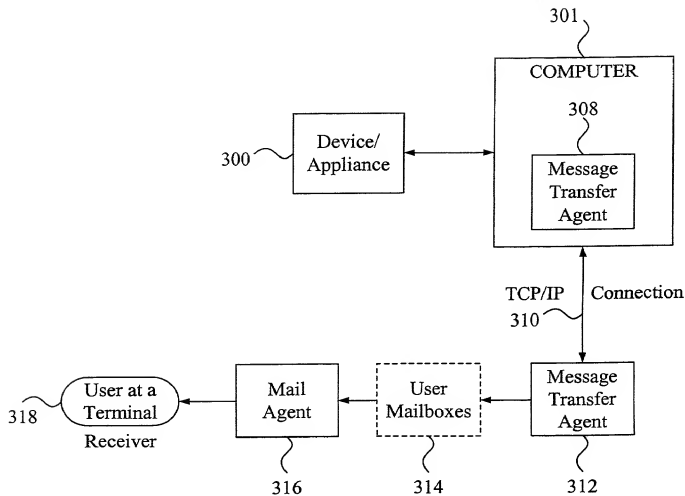 301
COMPUTER
308
Message
Transfer
Agent
Device/
Appliance
300
TCP/IP Connection
310
User at a
Terminal
318
Receiver
Mail
Agent
316
User
Mailboxes
314
Message
Transfer
Agent
312